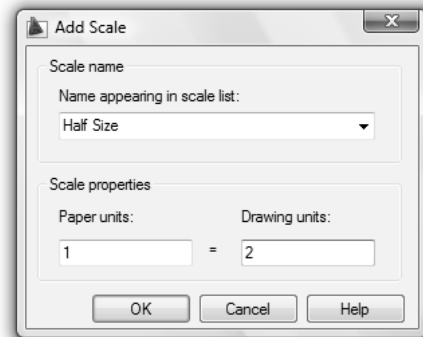 Add Scale
Scale name
Name appearing in scale list:
Half Size
Scale properties
Paper units: Drawing units:
1 = 2
OK Cancel Help